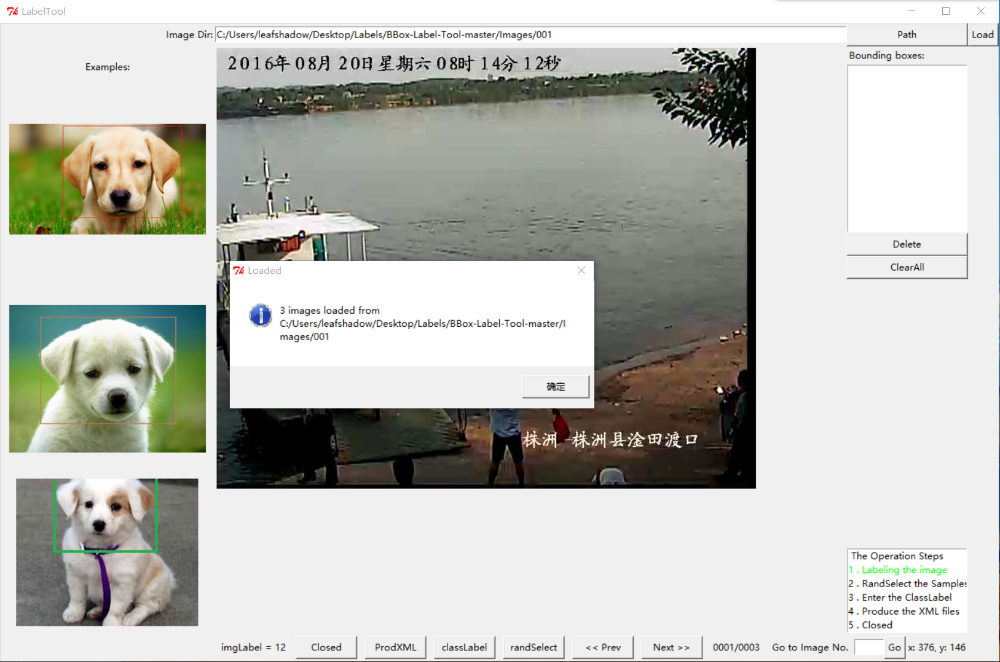 LabelTool
Image Dir: C:/Users/leafshadow/Desktop/Labels/BBox-Label-Tool-master/Images/001 Path Load
Examples:
Bounding boxes:
2016年08月20日星期六08时14分12秒
Delete
ClearAll
Loaded
3 images loaded from
C:/Users/leafshadow/Desktop/Labels/BBox-Label-Tool-master/I
mages/001
确定
株洲-株洲县淦田渡口
The Operation Steps
1 . Labeling the image
2 . RandSelect the Samples
3 . Enter the ClassLabel
4 . Produce the XML files
5 . Closed
imgLabel = 12 Closed ProdXML classLabel randSelect << Prev Next >> 0001/0003 Go to Image No. Go x: 376, y: 146